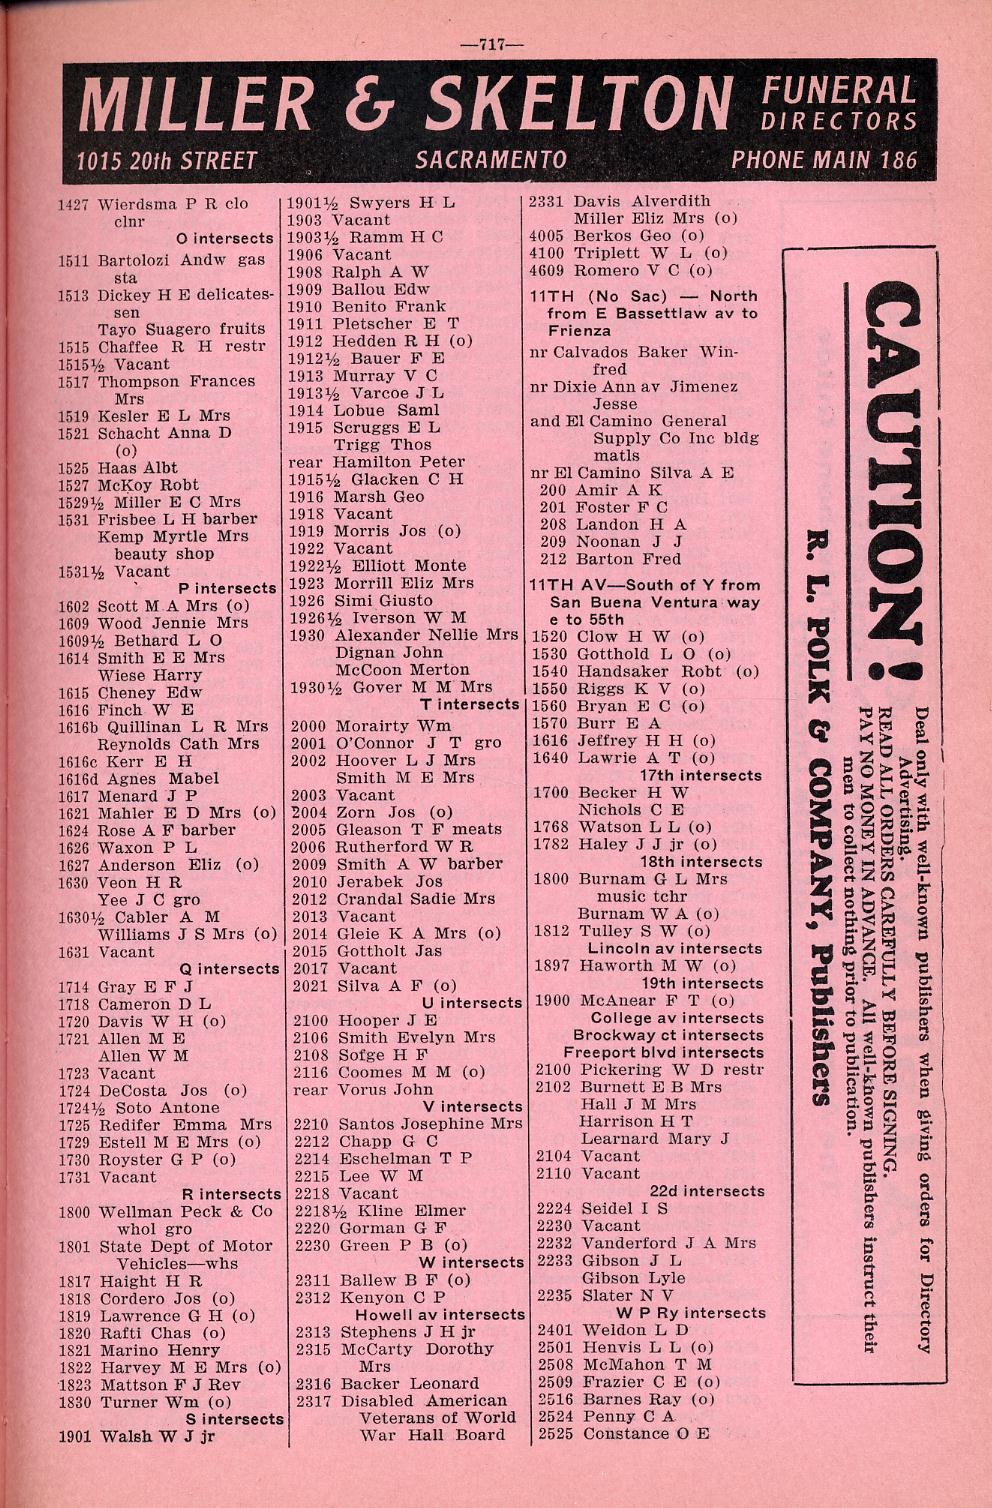 —717—
MILLER & SKELTON FUNERAL
DIRECTORS
1015 20th STREET SACRAMENTO PHONE MAIN 186
1427 Wierdsma P R clo
clnr
O intersects
1511 Bartolozi Andw gas
sta
1513 Dickey H E delicates-
sen
Tayo Suagero fruits
1515 Chaffee R H restr
1515½ Vacant
1517 Thompson Frances
Mrs
1519 Kesler E L Mrs
1521 Schacht Anna D
(o)
1525 Haas Albt
1527 McKoy Robt
1529½ Miller E C Mrs
1531 Frisbee L H barber
Kemp Myrtle Mrs
beauty shop
1531½ Vacant
P intersects
1602 Scott M A Mrs (o)
1609 Wood Jennie Mrs
1609½ Bethard L O
1614 Smith E E Mrs
Wiese Harry
1615 Cheney Edw
1616 Finch W E
1616b Quillinan L R Mrs
Reynolds Cath Mrs
1616c Kerr E H
1616d Agnes Mabel
1617 Menard J P
1621 Mahler E D Mrs (o)
1624 Rose A F barber
1626 Waxon P L
1627 Anderson Eliz (o)
1630 Veon H R
Yee J C gro
1630½ Cabler A M
Williams J S Mrs (o)
1631 Vacant
Q intersects
1714 Gray E F J
1718 Cameron D L
1720 Davis W H (o)
1721 Allen M E
Allen W M
1723 Vacant
1724 DeCosta Jos (o)
1724½ Soto Antone
1725 Redifer Emma Mrs
1729 Estell M E Mrs (o)
1730 Royster G P (o)
1731 Vacant
R intersects
1800 Wellman Peck & Co
whol gro
1801 State Dept of Motor
Vehicles—whs
1817 Haight H R
1818 Cordero Jos (o)
1819 Lawrence G H (o)
1820 Rafti Chas (o)
1821 Marino Henry
1822 Harvey M E Mrs (o)
1823 Mattson F J Rev
1830 Turner Wm (o)
S intersects
1901 Walsh W J jr
1901½ Swyers H L
1903 Vacant
1903½ Ramm H C
1906 Vacant
1908 Ralph A W
1909 Ballou Edw
1910 Benito Frank
1911 Pletscher E T
1912 Hedden R H (o)
1912½ Bauer F E
1913 Murray V C
1913½ Varcoe J L
1914 Lobue Saml
1915 Scruggs E L
Trigg Thos
rear Hamilton Peter
1915½ Glacken C H
1916 Marsh Geo
1918 Vacant
1919 Morris Jos (o)
1922 Vacant
1922½ Elliott Monte
1923 Morrill Eliz Mrs
1926 Simi Giusto
1926½ Iverson W M
1930 Alexander Nellie Mrs
Dignan John
McCoon Merton
1930½ Gover M M Mrs
T intersects
2000 Morairty Wm
2001 O'Connor J T gro
2002 Hoover L J Mrs
Smith M E Mrs
2003 Vacant
2004 Zorn Jos (o)
2005 Gleason T F meats
2006 Rutherford W R
2009 Smith A W barber
2010 Jerabek Jos
2012 Crandal Sadie Mrs
2013 Vacant
2014 Gleie K A Mrs (o)
2015 Gottholt Jas
2017 Vacant
2021 Silva A F (o)
U intersects
2100 Hooper J E
2106 Smith Evelyn Mrs
2108 Sofge H F
2116 Coomes M M (o)
rear Vorus John
V intersects
2210 Santos Josephine Mrs
2212 Chapp G C
2214 Eschelman T P
2215 Lee W M
2218 Vacant
2218½ Kline Elmer
2220 Gorman G F
2230 Green P B (o)
W intersects
2311 Ballew B F (o)
2312 Kenyon C P
Howell av intersects
2313 Stephens J H jr
2315 McCarty Dorothy
Mrs
2316 Backer Leonard
2317 Disabled American
Veterans of World
War Hall Board
2331 Davis Alverdith
Miller Eliz Mrs (o)
4005 Berkos Geo (o)
4100 Triplett W L (o)
4609 Romero V C (o)
11TH (No Sac) — North
from E Bassettlaw av to
Frienza
nr Calvados Baker Win-
fred
nr Dixie Ann av Jimenez
Jesse
and El Camino General
Supply Co Inc bldg
matls
nr El Camino Silva A E
200 Amir A K
201 Foster F C
208 Landon H A
209 Noonan J J
212 Barton Fred
11TH AV—South of Y from
San Buena Ventura way
e to 55th
1520 Clow H W (o)
1530 Gotthold L O (o)
1540 Handsaker Robt (o)
1550 Riggs K V (o)
1560 Bryan E C (o)
1570 Burr E A
1616 Jeffrey H H (o)
1640 Lawrie A T (o)
17th intersects
1700 Becker H W
Nichols C E
1768 Watson L L (o)
1782 Haley J J jr (o)
18th intersects
1800 Burnam G L Mrs
music tchr
Burnam W A (o)
1812 Tulley S W (o)
Lincoln av intersects
1897 Haworth M W (o)
19th intersects
1900 McAnear F T (o)
College av intersects
Brockway ct intersects
Freeport blvd intersects
2100 Pickering W D restr
2102 Burnett E B Mrs
Hall J M Mrs
Harrison H T
Learnard Mary J
2104 Vacant
2110 Vacant
22d intersects
2224 Seidel I S
2230 Vacant
2232 Vanderford J A Mrs
2233 Gibson J L
Gibson Lyle
2235 Slater N V
W P Ry intersects
2401 Weldon L D
2501 Henvis L L (o)
2508 McMahon T M
2509 Frazier C E (o)
2516 Barnes Ray (o)
2524 Penny C A
2525 Constance O E
CAUTION!
Deal only with well-known publishers when giving orders for Directory
Advertising.
READ ALL ORDERS CAREFULLY BEFORE SIGNING.
PAY NO MONEY IN ADVANCE. All well-known publishers instruct their
men to collect nothing prior to publication.
R. L. POLK & COMPANY, Publishers